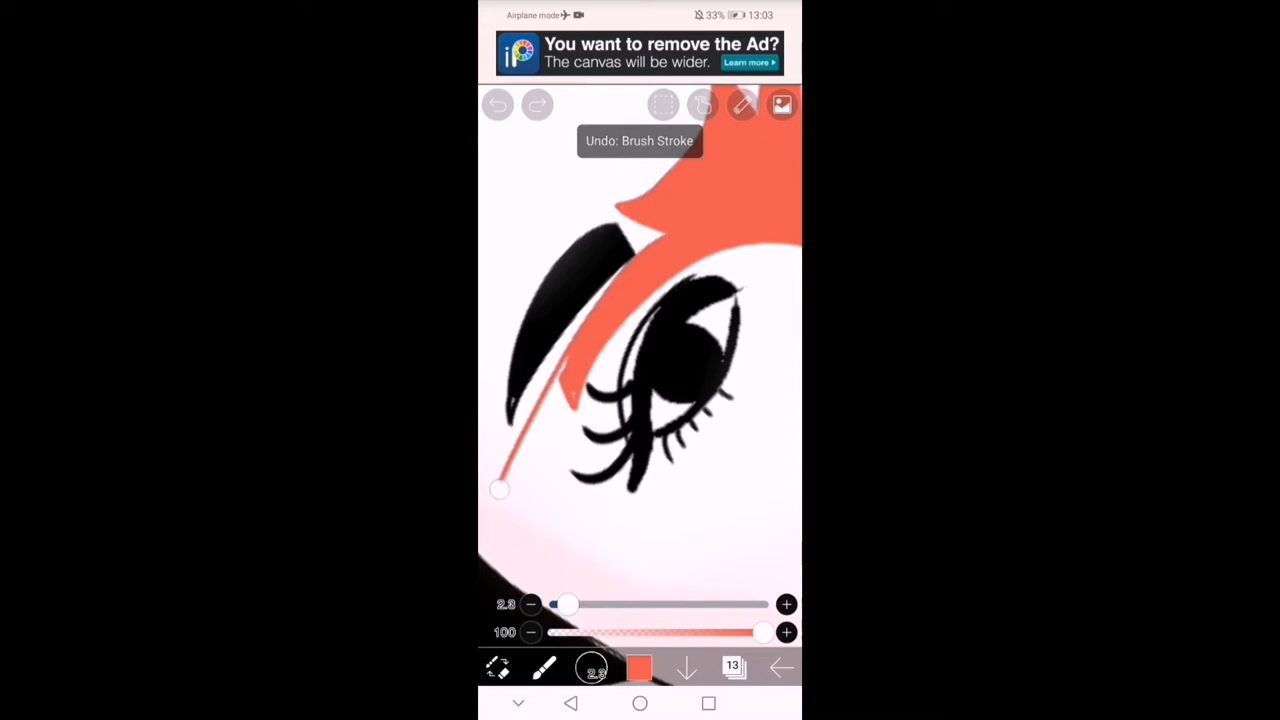 Airplane mode
33%
13:03
iP
You want to remove the Ad?
The canvas will be wider.
Learn more
Undo: Brush Stroke
2.3
100
2.3
13